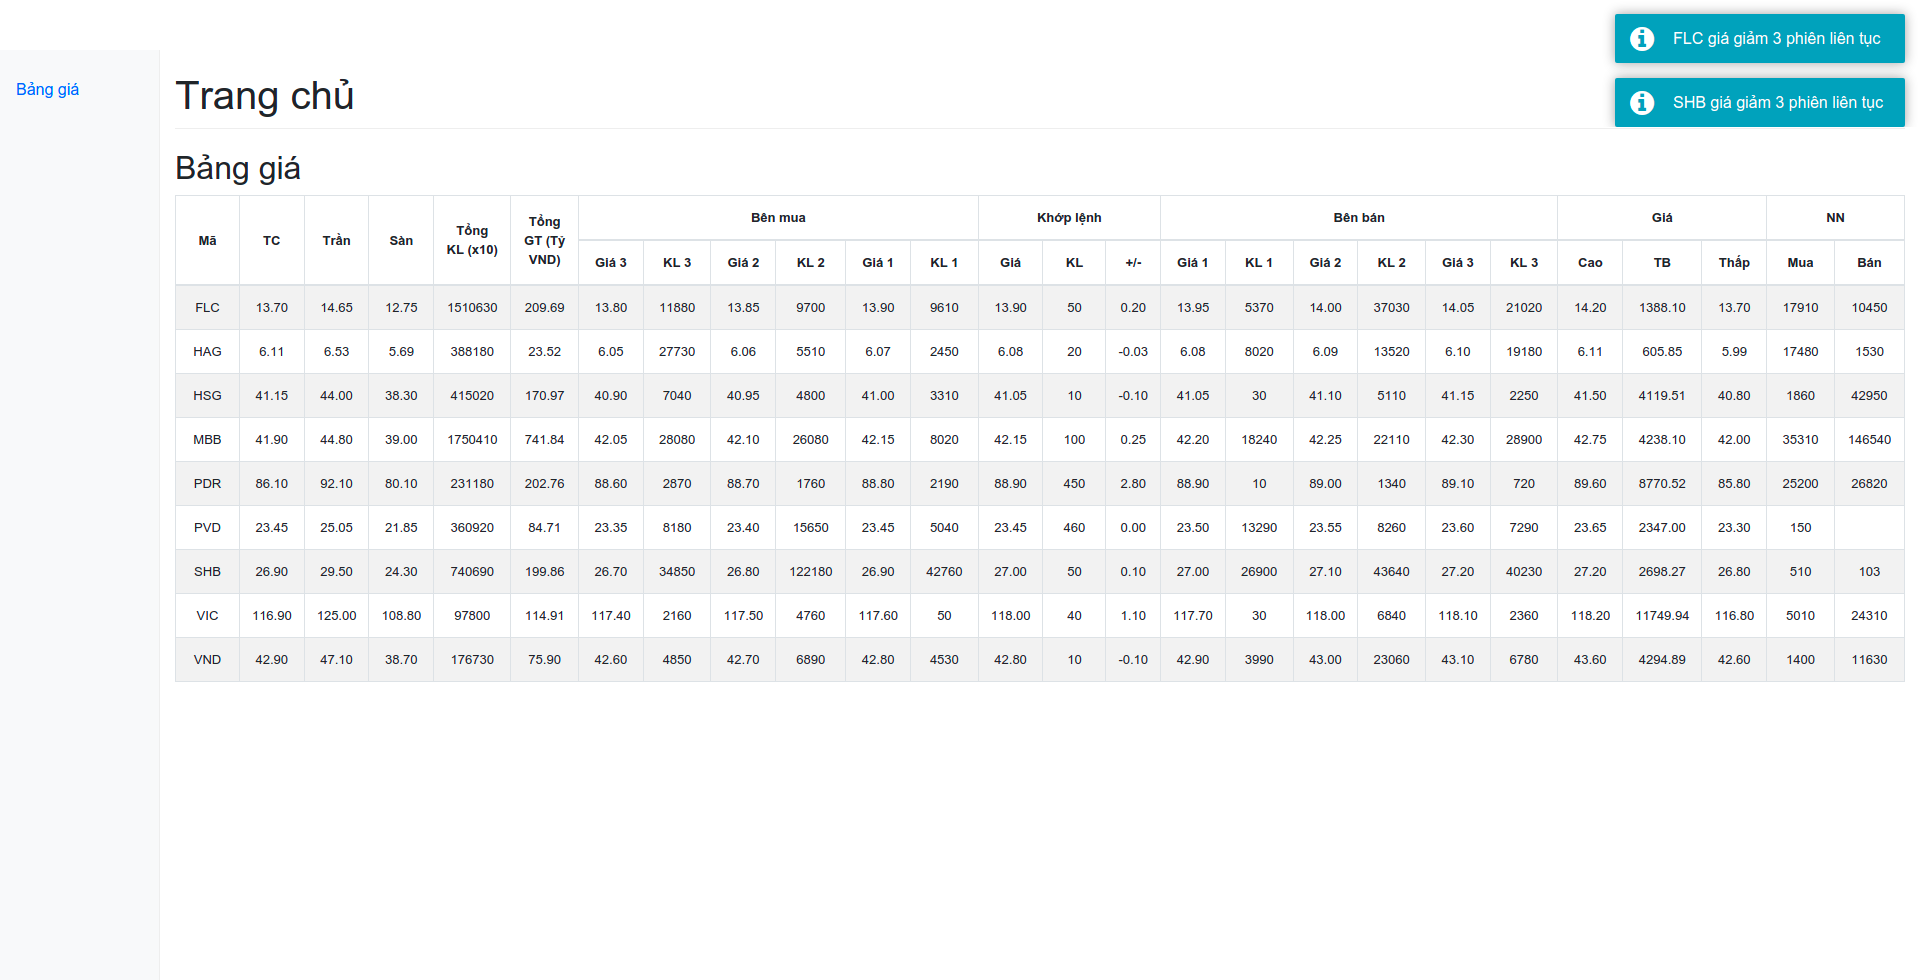 FLC giá giảm 3 phiên liên tục
SHB giá giảm 3 phiên liên tục
Bảng giá
Trang chủ
Bảng giá
Mã TC Trần Sàn Tổng KL (x10) Tổng GT (Tỷ VND) Bên mua Khớp lệnh Bên bán Giá NN
Giá 3 KL 3 Giá 2 KL 2 Giá 1 KL 1 Giá KL +/- Giá 1 KL 1 Giá 2 KL 2 Giá 3 KL 3 Cao TB Thấp Mua Bán
FLC 13.70 14.65 12.75 1510630 209.69 13.80 11880 13.85 9700 13.90 9610 13.90 50 0.20 13.95 5370 14.00 37030 14.05 21020 14.20 1388.10 13.70 17910 10450
HAG 6.11 6.53 5.69 388180 23.52 6.05 27730 6.06 5510 6.07 2450 6.08 20 -0.03 6.08 8020 6.09 13520 6.10 19180 6.11 605.85 5.99 17480 1530
HSG 41.15 44.00 38.30 415020 170.97 40.90 7040 40.95 4800 41.00 3310 41.05 10 -0.10 41.05 30 41.10 5110 41.15 2250 41.50 4119.51 40.80 1860 42950
MBB 41.90 44.80 39.00 1750410 741.84 42.05 28080 42.10 26080 42.15 8020 42.15 100 0.25 42.20 18240 42.25 22110 42.30 28900 42.75 4238.10 42.00 35310 146540
PDR 86.10 92.10 80.10 231180 202.76 88.60 2870 88.70 1760 88.80 2190 88.90 450 2.80 88.90 10 89.00 1340 89.10 720 89.60 8770.52 85.80 25200 26820
PVD 23.45 25.05 21.85 360920 84.71 23.35 8180 23.40 15650 23.45 5040 23.45 460 0.00 23.50 13290 23.55 8260 23.60 7290 23.65 2347.00 23.30 150
SHB 26.90 29.50 24.30 740690 199.86 26.70 34850 26.80 122180 26.90 42760 27.00 50 0.10 27.00 26900 27.10 43640 27.20 40230 27.20 2698.27 26.80 510 103
VIC 116.90 125.00 108.80 97800 114.91 117.40 2160 117.50 4760 117.60 50 118.00 40 1.10 117.70 30 118.00 6840 118.10 2360 118.20 11749.94 116.80 5010 24310
VND 42.90 47.10 38.70 176730 75.90 42.60 4850 42.70 6890 42.80 4530 42.80 10 -0.10 42.90 3990 43.00 23060 43.10 6780 43.60 4294.89 42.60 1400 11630